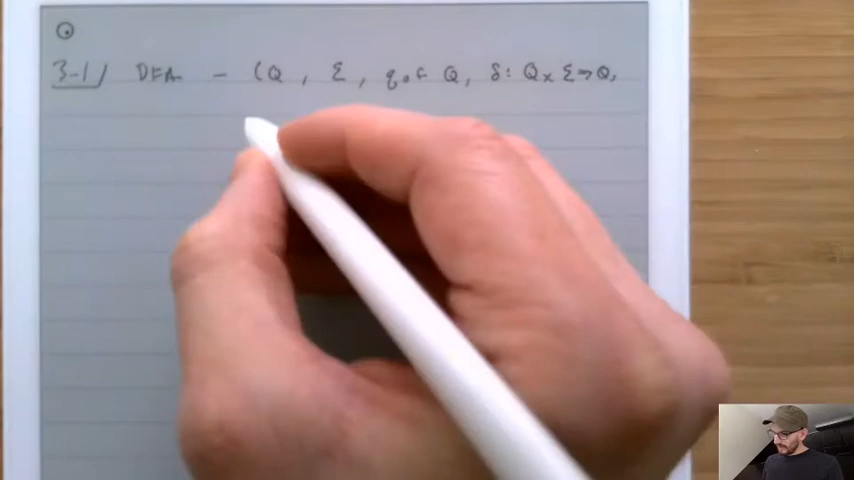 3-1/ DFA - (Q, Σ, q₀ ∈ Q, δ: Q × Σ → Q,